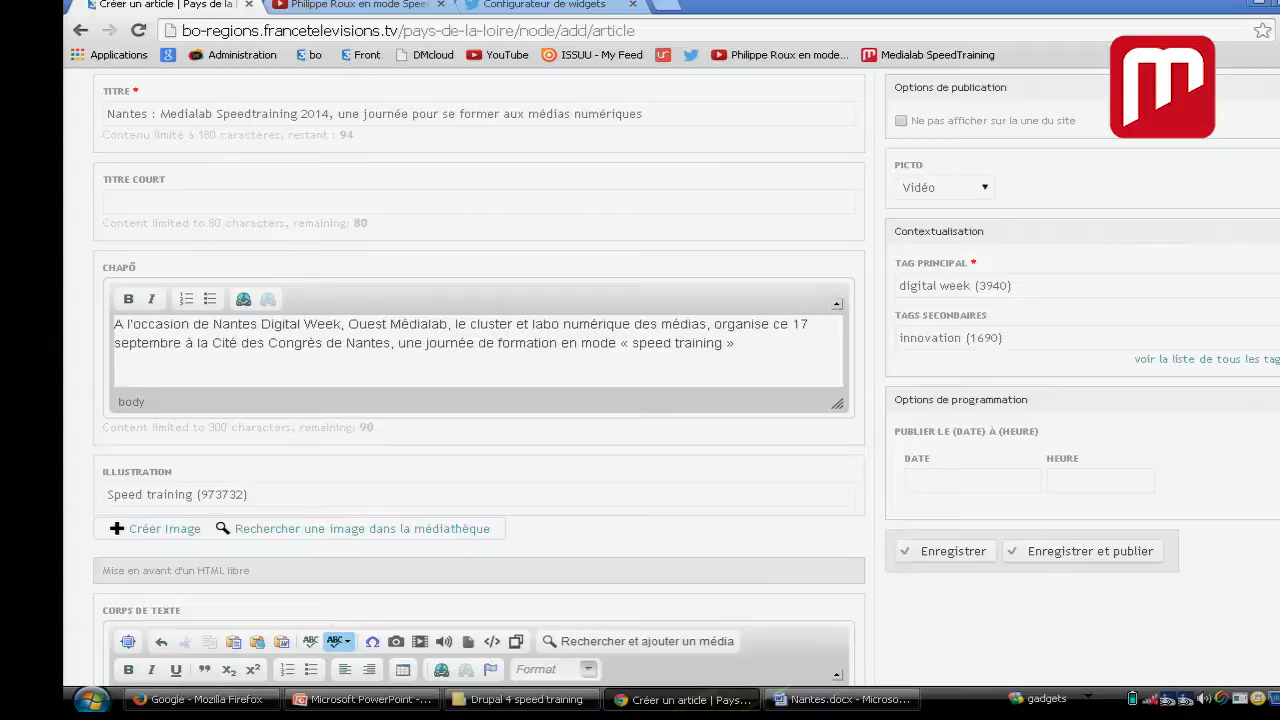 Créer un article | Pays de la l
Philippe Roux en mode Spee
Configurateur de widgets
bo-regions.francetelevisions.tv/pays-de-la-loire/node/add/article
Applications
Administration
bo
Front
DMcloud
YouTube
ISSUU - My Feed
Philippe Roux en mode...
Medialab SpeedTraining
TITRE *
Nantes : Medialab Speedtraining 2014, une journée pour se former aux médias numériques
Contenu limité à 180 caractères, restant : 94
TITRE COURT
Content limited to 80 characters, remaining: 80
CHAPÔ
B I
A l'occasion de Nantes Digital Week, Ouest Médialab, le cluster et labo numérique des médias, organise ce 17
septembre à la Cité des Congrès de Nantes, une journée de formation en mode « speed training »
body
Content limited to 300 characters, remaining: 90
ILLUSTRATION
Speed training (973732)
Créer Image
Rechercher une image dans la médiathèque
Mise en avant d'un HTML libre
CORPS DE TEXTE
ABC ABC
Rechercher et ajouter un média
B I U
Format
Options de publication
Ne pas afficher sur la une du site
PICTO
Vidéo
Contextualisation
TAG PRINCIPAL *
digital week (3940)
TAGS SECONDAIRES
innovation (1690)
voir la liste de tous les tag
Options de programmation
PUBLIER LE (DATE) À (HEURE)
DATE
HEURE
Enregistrer
Enregistrer et publier
Google - Mozilla Firefox
Microsoft PowerPoint - ...
Drupal 4 speed training
Créer un article | Pays...
Nantes.docx - Microso...
gadgets